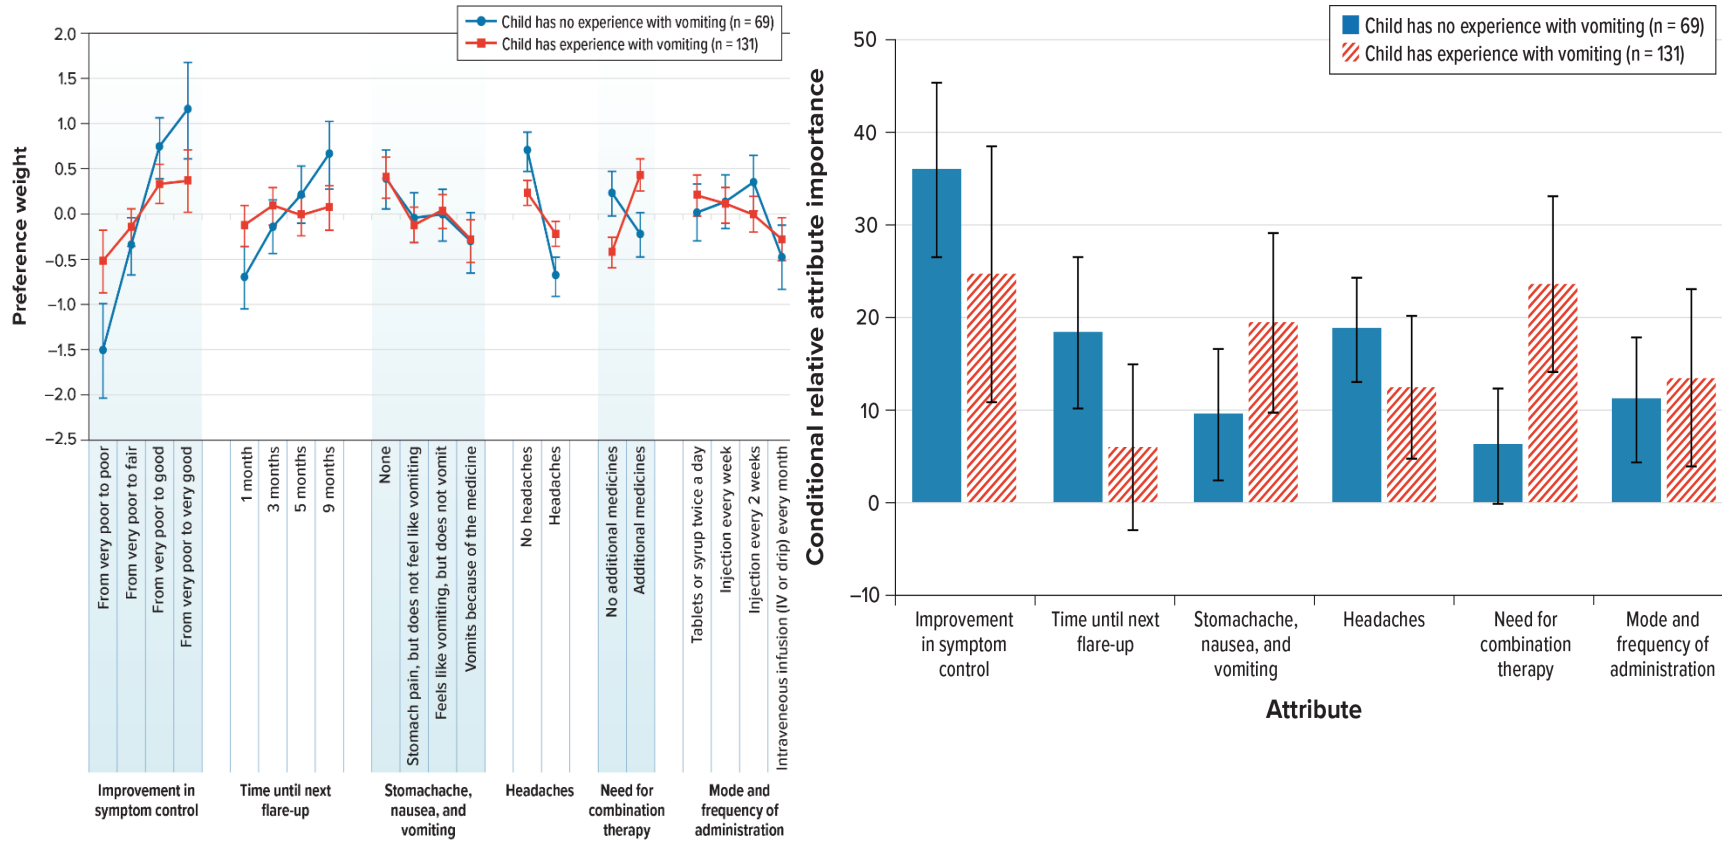 Child has no experience with vomiting (n = 69)
Child has experience with vomiting (n = 131)
Preference weight
2.0
1.5
1.0
0.5
0.0
–0.5
–1.0
–1.5
–2.0
–2.5
From very poor to poor
From very poor to fair
From very poor to good
From very poor to very good
1 month
3 months
5 months
9 months
None
Stomach pain, but does not feel like vomiting
Feels like vomiting, but does not vomit
Vomits because of the medicine
No headaches
Headaches
No additional medicines
Additional medicines
Tablets or syrup twice a day
Injection every week
Injection every 2 weeks
Intraveneous infusion (IV or drip) every month
Improvement in
symptom control
Time until next
flare-up
Stomachache,
nausea, and
vomiting
Headaches
Need for
combination
therapy
Mode and
frequency of
administration
Child has no experience with vomiting (n = 69)
Child has experience with vomiting (n = 131)
Conditional relative attribute importance
50
40
30
20
10
0
–10
Improvement
in symptom
control
Time until next
flare-up
Stomachache,
nausea, and
vomiting
Headaches
Need for
combination
therapy
Mode and
frequency of
administration
Attribute